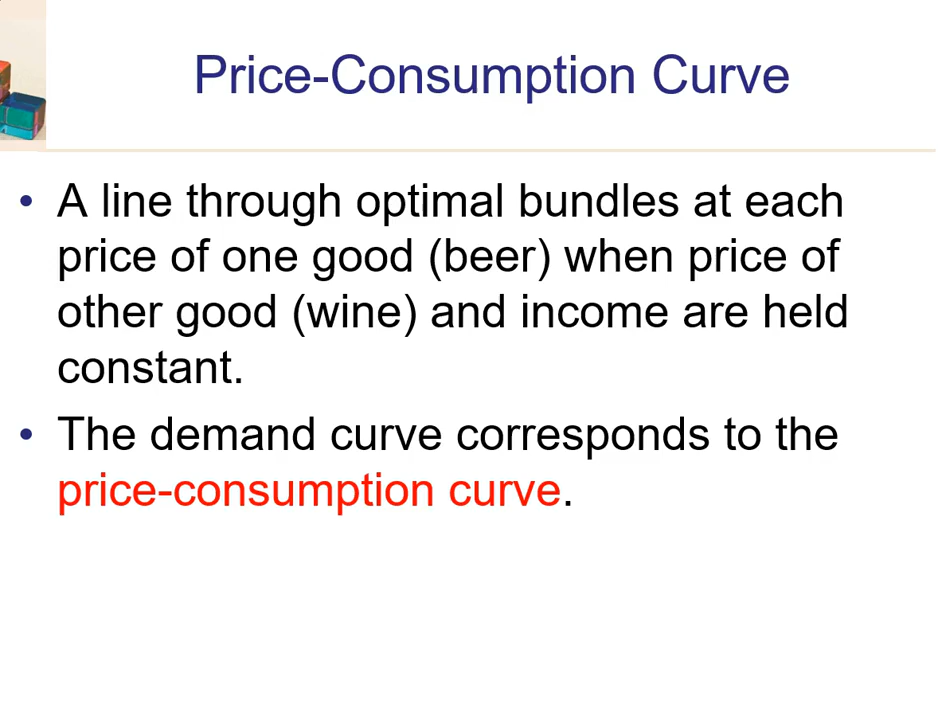 Price-Consumption Curve
• A line through optimal bundles at each
price of one good (beer) when price of
other good (wine) and income are held
constant.
• The demand curve corresponds to the
price-consumption curve.